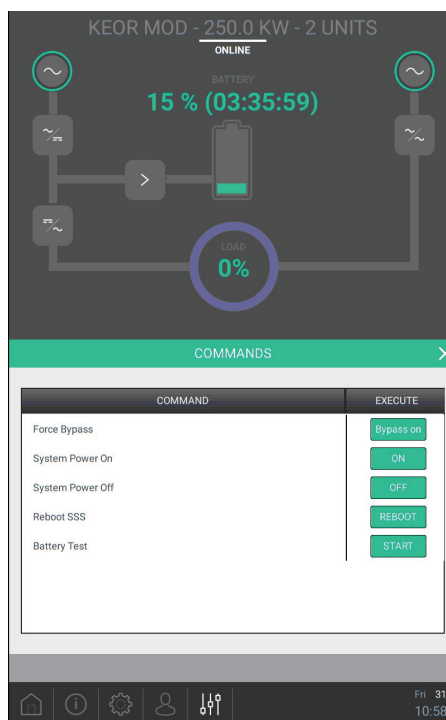 KEOR MOD - 250.0 KW - 2 UNITS
ONLINE
BATTERY
15 % (03:35:59)
LOAD
0%
COMMANDS
COMMAND EXECUTE
Force Bypass Bypass on
System Power On ON
System Power Off OFF
Reboot SSS REBOOT
Battery Test START
Fri 31
10:58